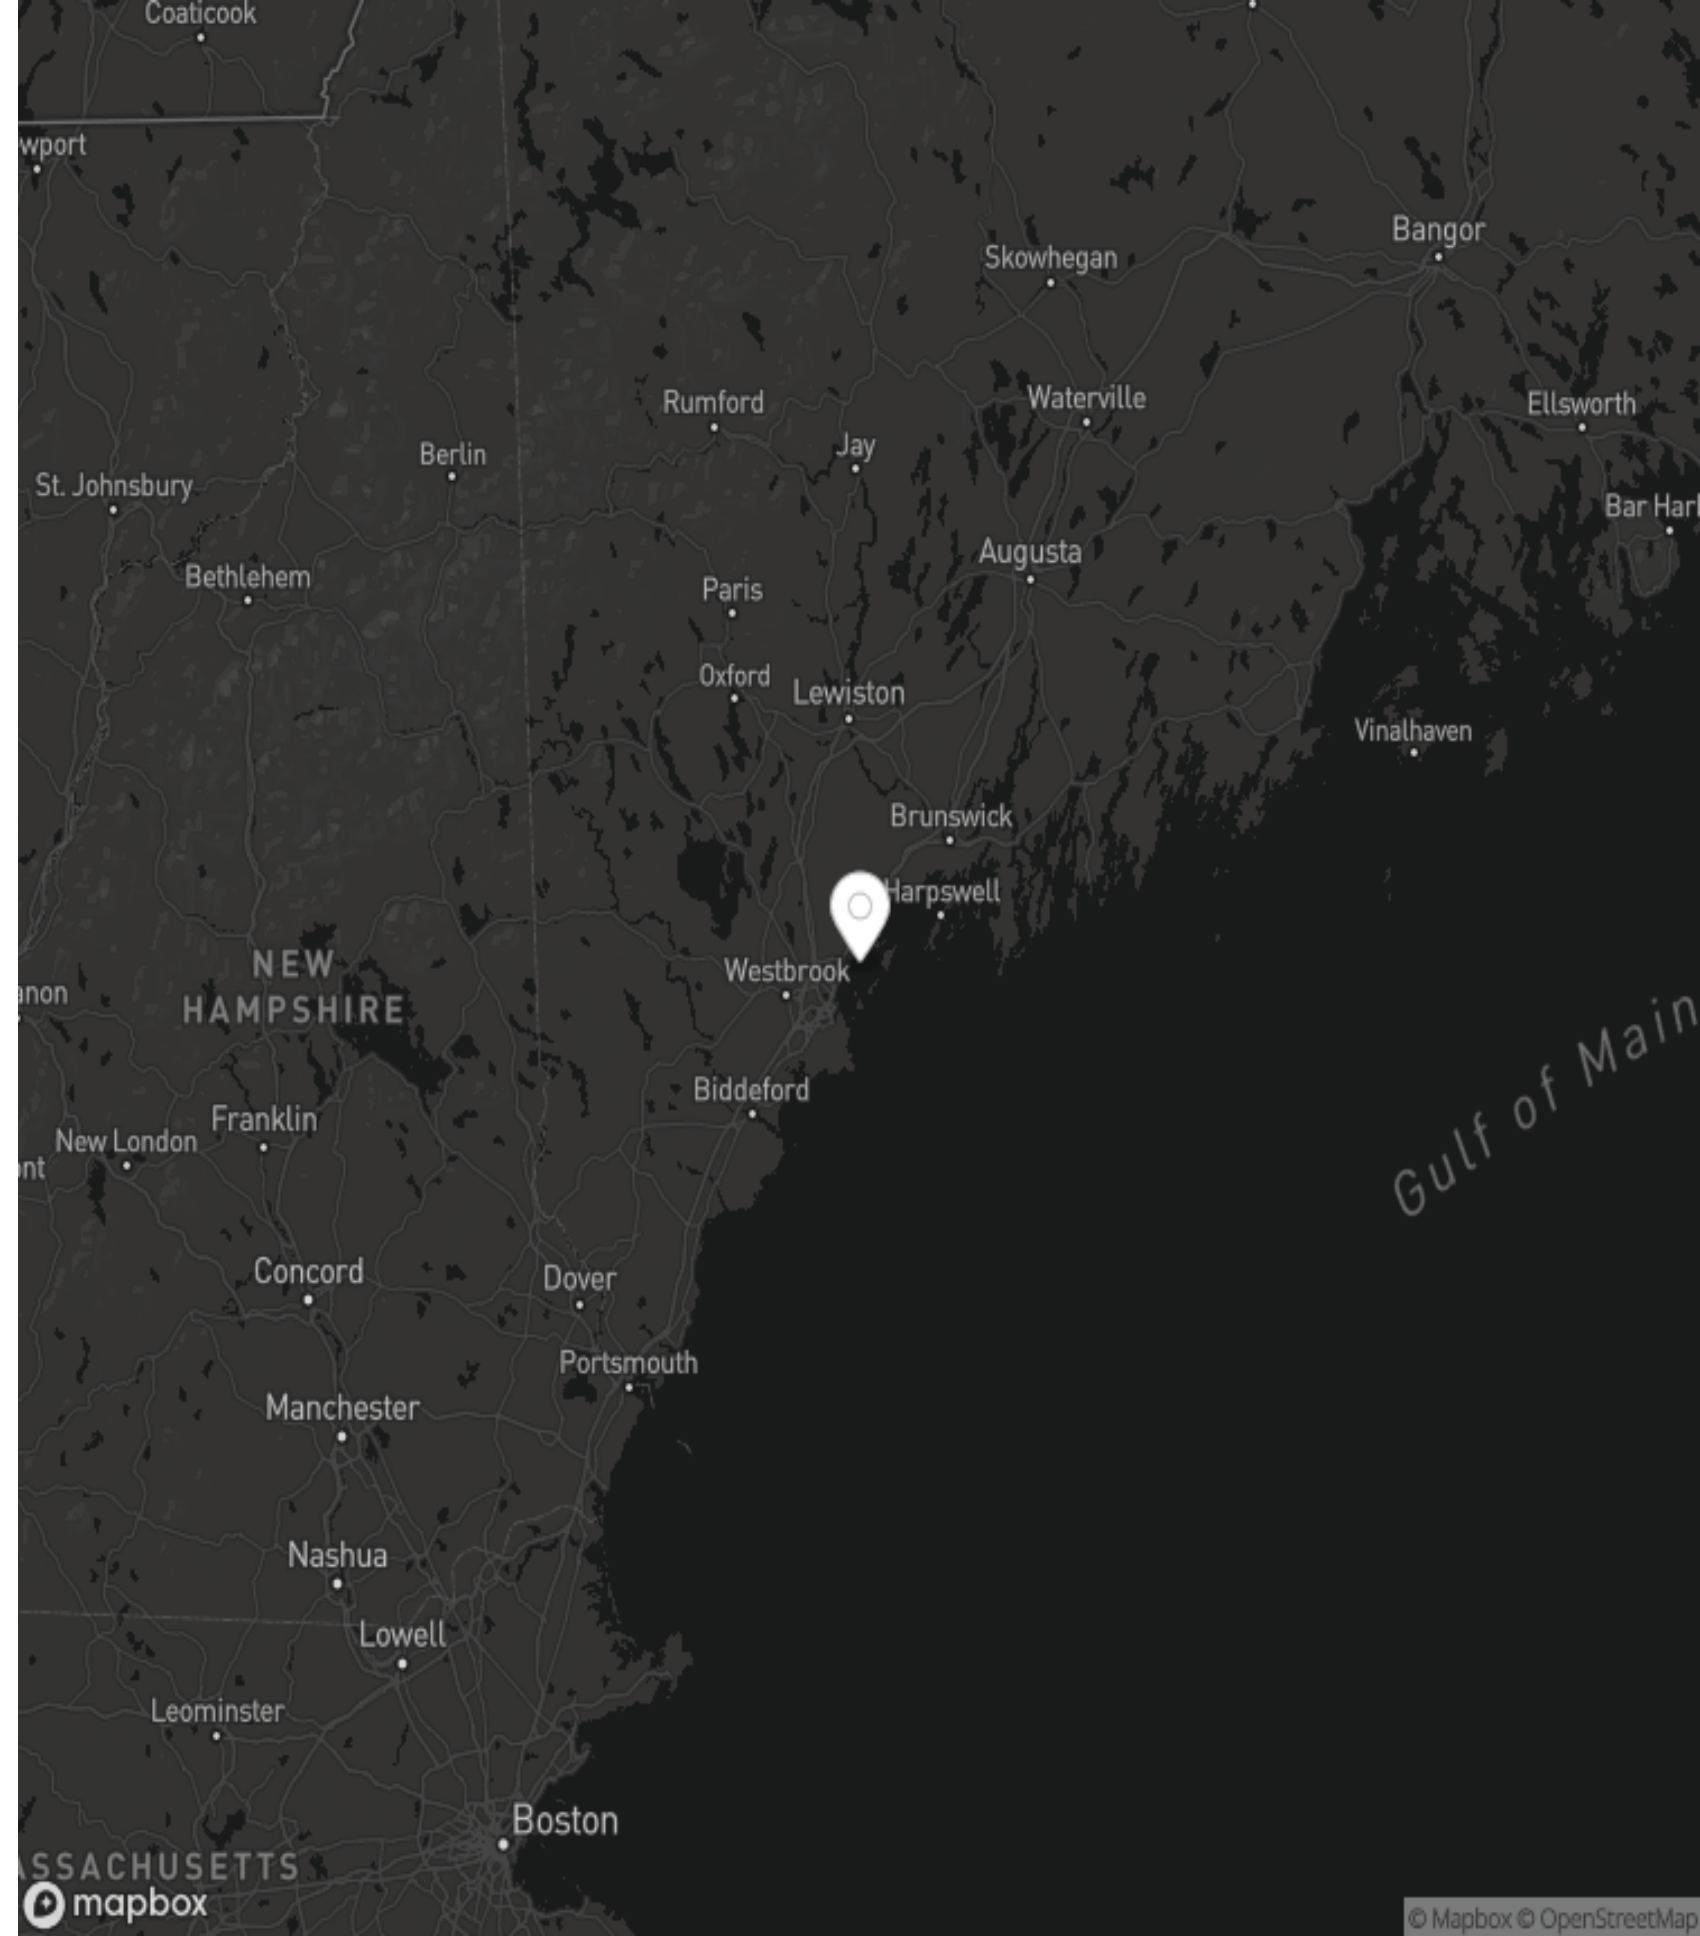 Coaticook
wport
Bangor
Skowhegan
Waterville
Rumford
Ellsworth
Jay
Berlin
St. Johnsbury
Bar Harl
Augusta
Bethlehem
Paris
Oxford
Lewiston
Vinalhaven
Brunswick
Harpswell
NEW
HAMPSHIRE
Westbrook
anon
Gulf of Main
Biddeford
Franklin
New London
nt
Concord
Dover
Portsmouth
Manchester
Nashua
Lowell
Leominster
Boston
ASSACHUSETTS
mapbox
© Mapbox © OpenStreetMap